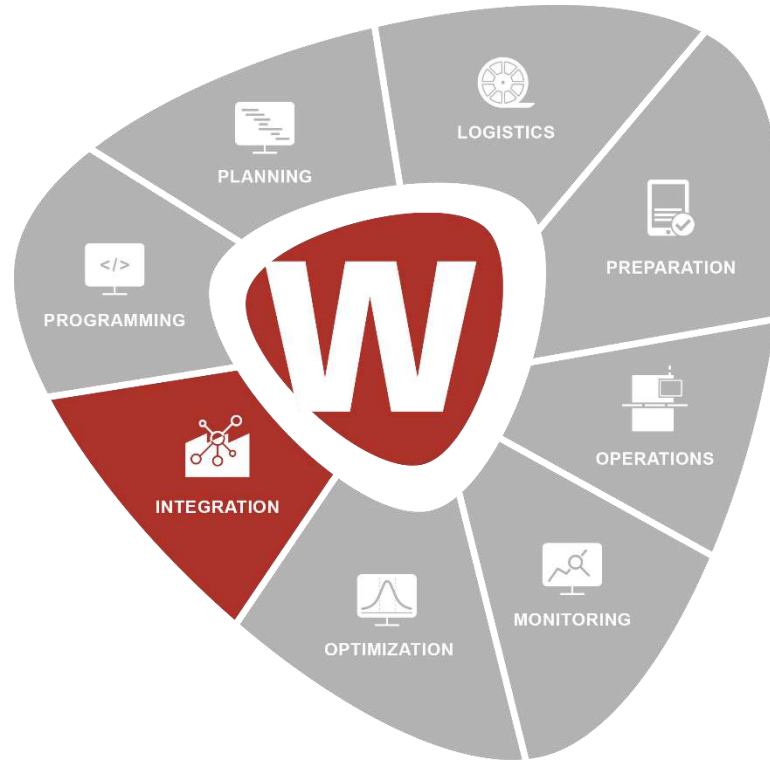 LOGISTICS
PLANNING
PREPARATION
</>
PROGRAMMING
W
OPERATIONS
INTEGRATION
MONITORING
OPTIMIZATION